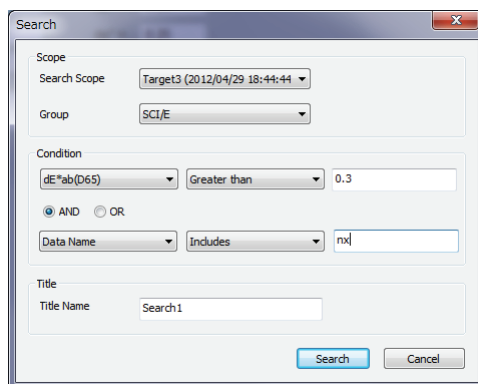 Search
Scope
Search Scope Target3 (2012/04/29 18:44:44
Group SCI/E
Condition
dE*ab(D65) Greater than 0.3
AND OR
Data Name Includes nx
Title
Title Name Search1
Search Cancel